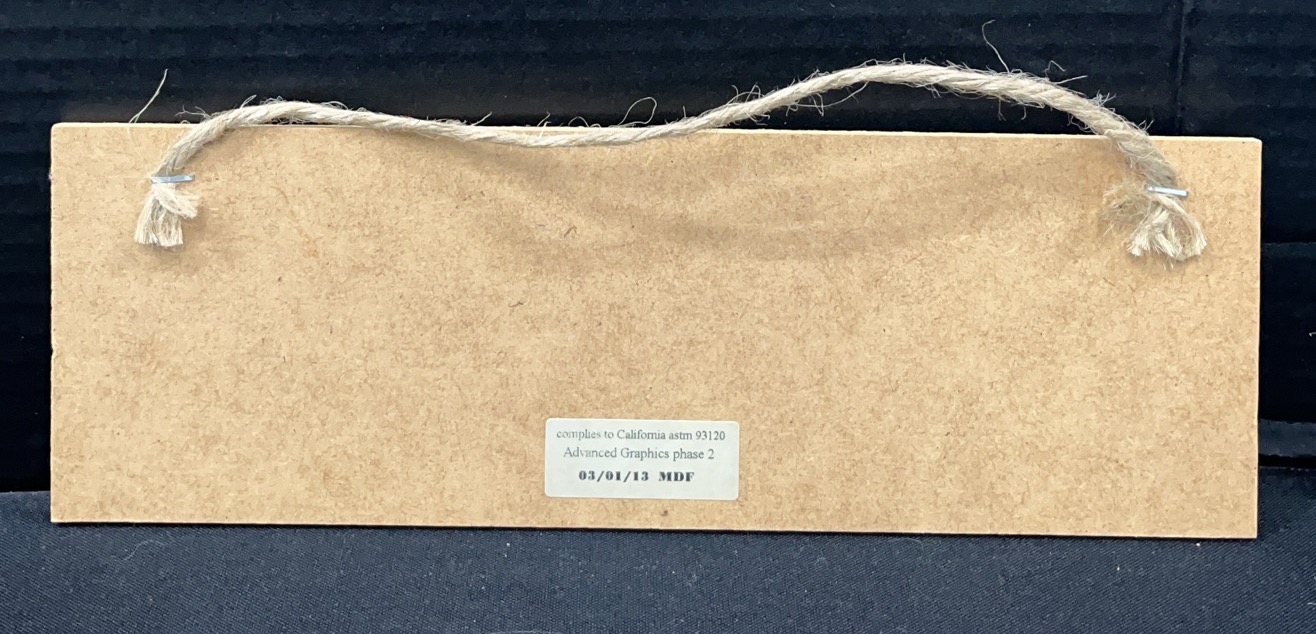 complies to California astm 93120
Advanced Graphics phase 2
03/01/13 MDF